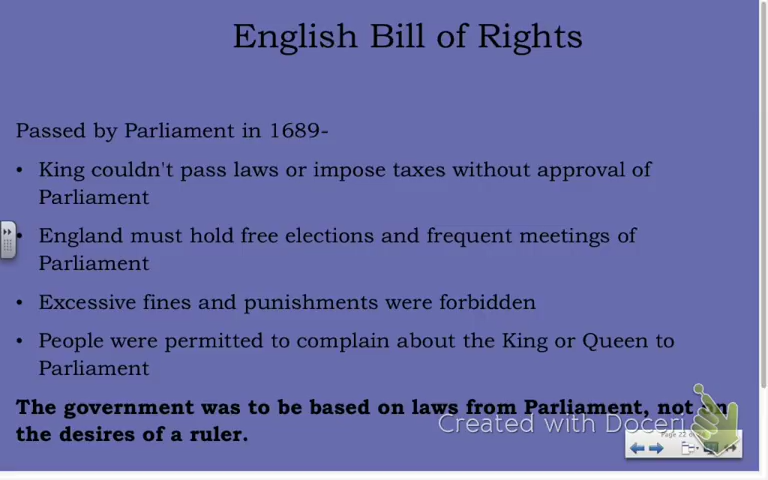 English Bill of Rights
Passed by Parliament in 1689-
• King couldn't pass laws or impose taxes without approval of
Parliament
• England must hold free elections and frequent meetings of
Parliament
• Excessive fines and punishments were forbidden
• People were permitted to complain about the King or Queen to
Parliament
The government was to be based on laws from Parliament, not on
the desires of a ruler.
Created with Doceri
Page 22